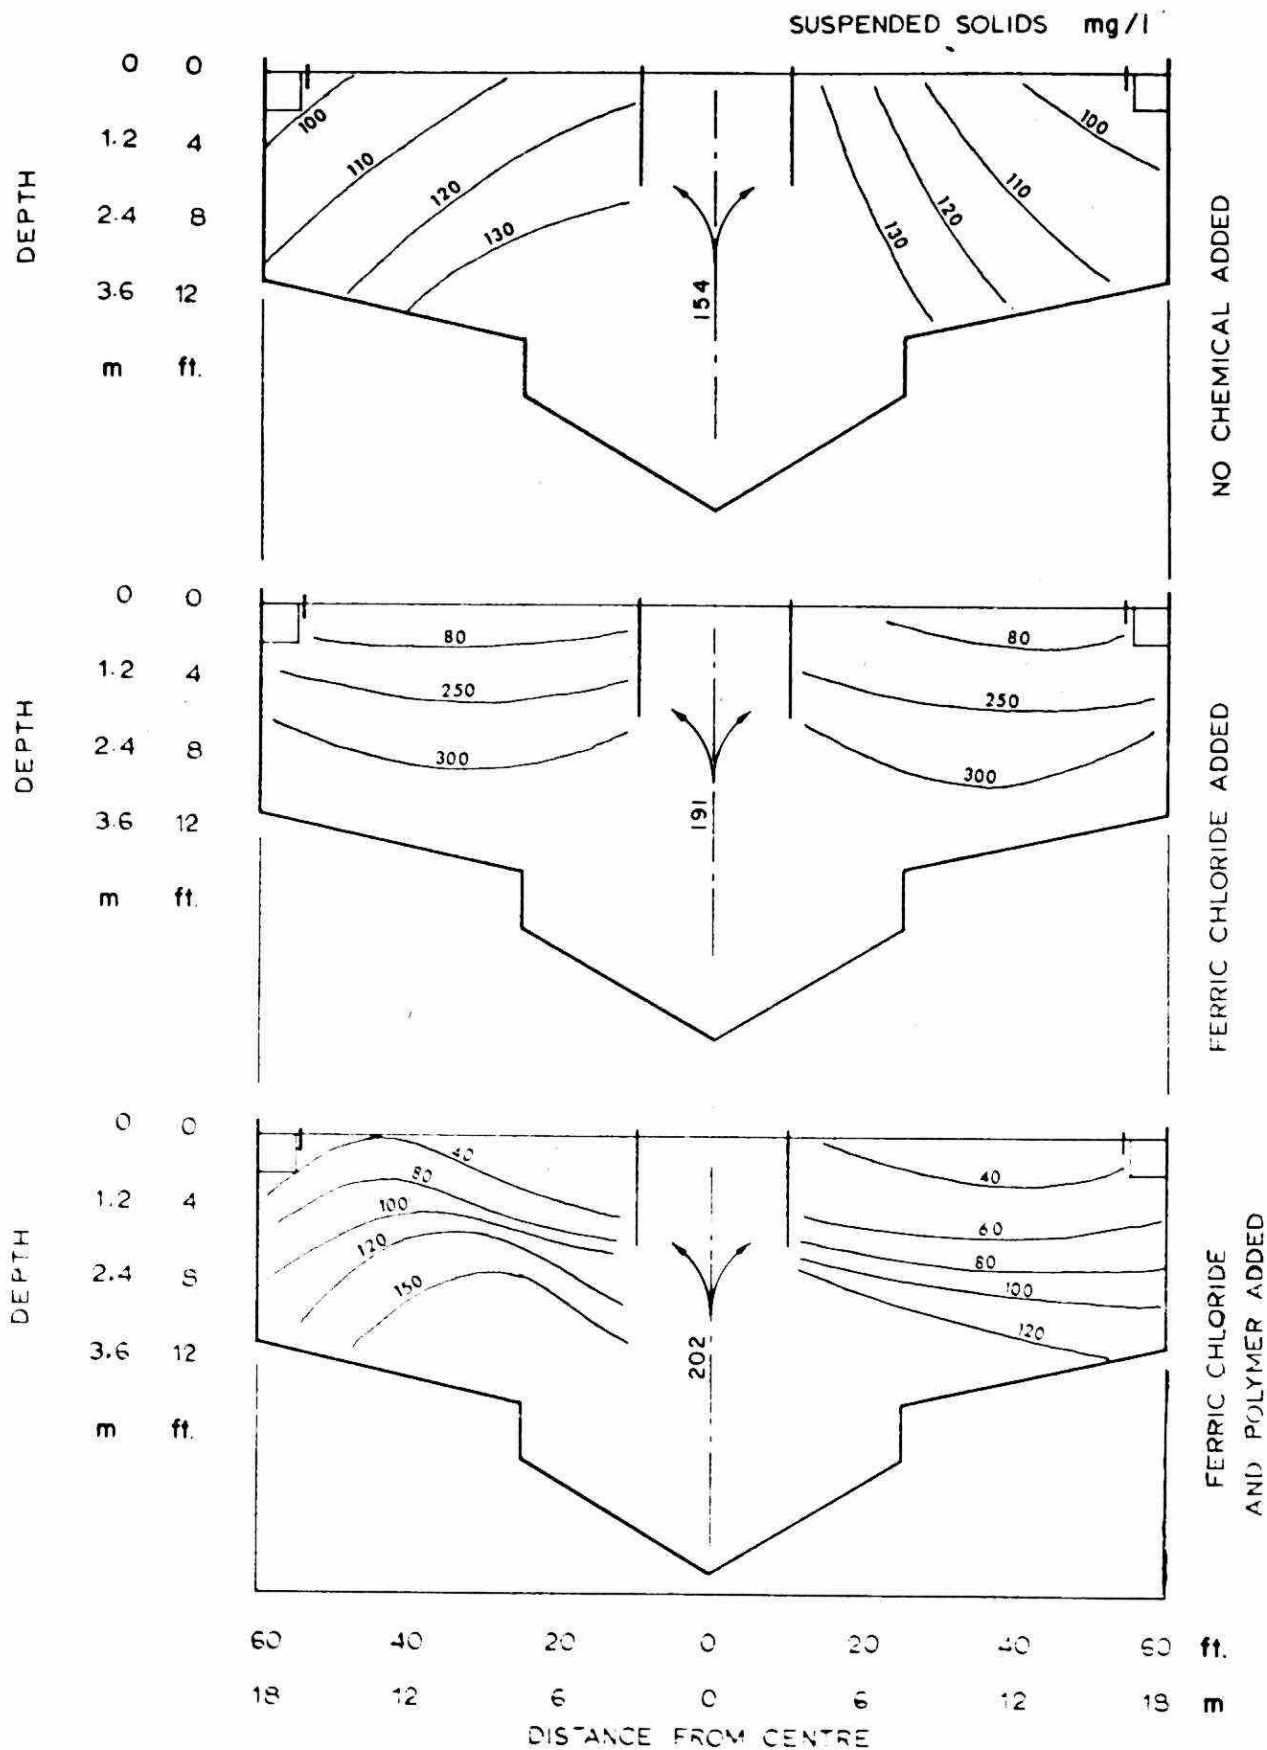 SUSPENDED SOLIDS mg/l
0 0
1.2 4
2.4 8
3.6 12
m ft.
DEPTH
100
110
120
130
154
130
120
110
100
NO CHEMICAL ADDED
0 0
1.2 4
2.4 8
3.6 12
m ft.
DEPTH
80
250
300
191
80
250
300
FERRIC CHLORIDE ADDED
0 0
1.2 4
2.4 8
3.6 12
m ft.
DEPTH
40
80
100
120
150
202
40
60
80
100
120
FERRIC CHLORIDE
AND POLYMER ADDED
60 40 20 0 20 40 60 ft.
18 12 6 0 6 12 18 m
DISTANCE FROM CENTRE